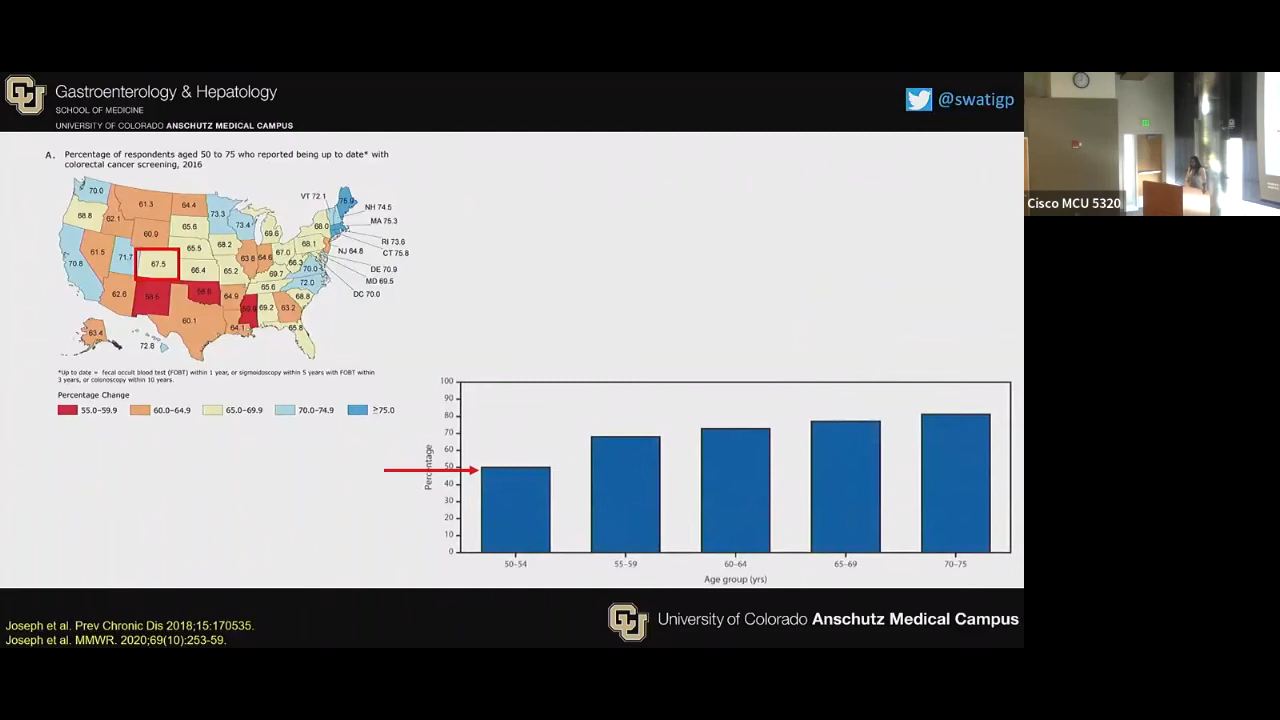 Gastroenterology & Hepatology
SCHOOL OF MEDICINE
UNIVERSITY OF COLORADO ANSCHUTZ MEDICAL CAMPUS
@swatigp
Cisco MCU 5320
A. Percentage of respondents aged 50 to 75 who reported being up to date* with
colorectal cancer screening, 2016
70.0
61.3
64.4
VT 72.1
75.9
NH 74.5
68.8
62.1
65.6
73.3
73.4
68.0
MA 75.3
60.9
69.6
RI 73.6
61.5
71.7
65.5
68.2
68.1
NJ 64.8
CT 75.8
70.8
67.5
66.4
65.2
63.8
64.6
67.0
66.3
70.0
DE 70.9
69.7
72.0
MD 69.5
62.6
58.5
64.9
65.6
68.8
DC 70.0
60.1
69.2
63.2
63.4
72.8
64.1
65.8
*Up to date = fecal occult blood test (FOBT) within 1 year, or sigmoidoscopy within 5 years with FOBT within
3 years, or colonoscopy within 10 years.
Percentage Change
55.0–59.9
60.0–64.9
65.0–69.9
70.0–74.9
≥75.0
Percentage
100
90
80
70
60
50
40
30
20
10
0
50–54
55–59
60–64
65–69
70–75
Age group (yrs)
Joseph et al. Prev Chronic Dis 2018;15:170535.
Joseph et al. MMWR. 2020;69(10):253-59.
University of Colorado Anschutz Medical Campus